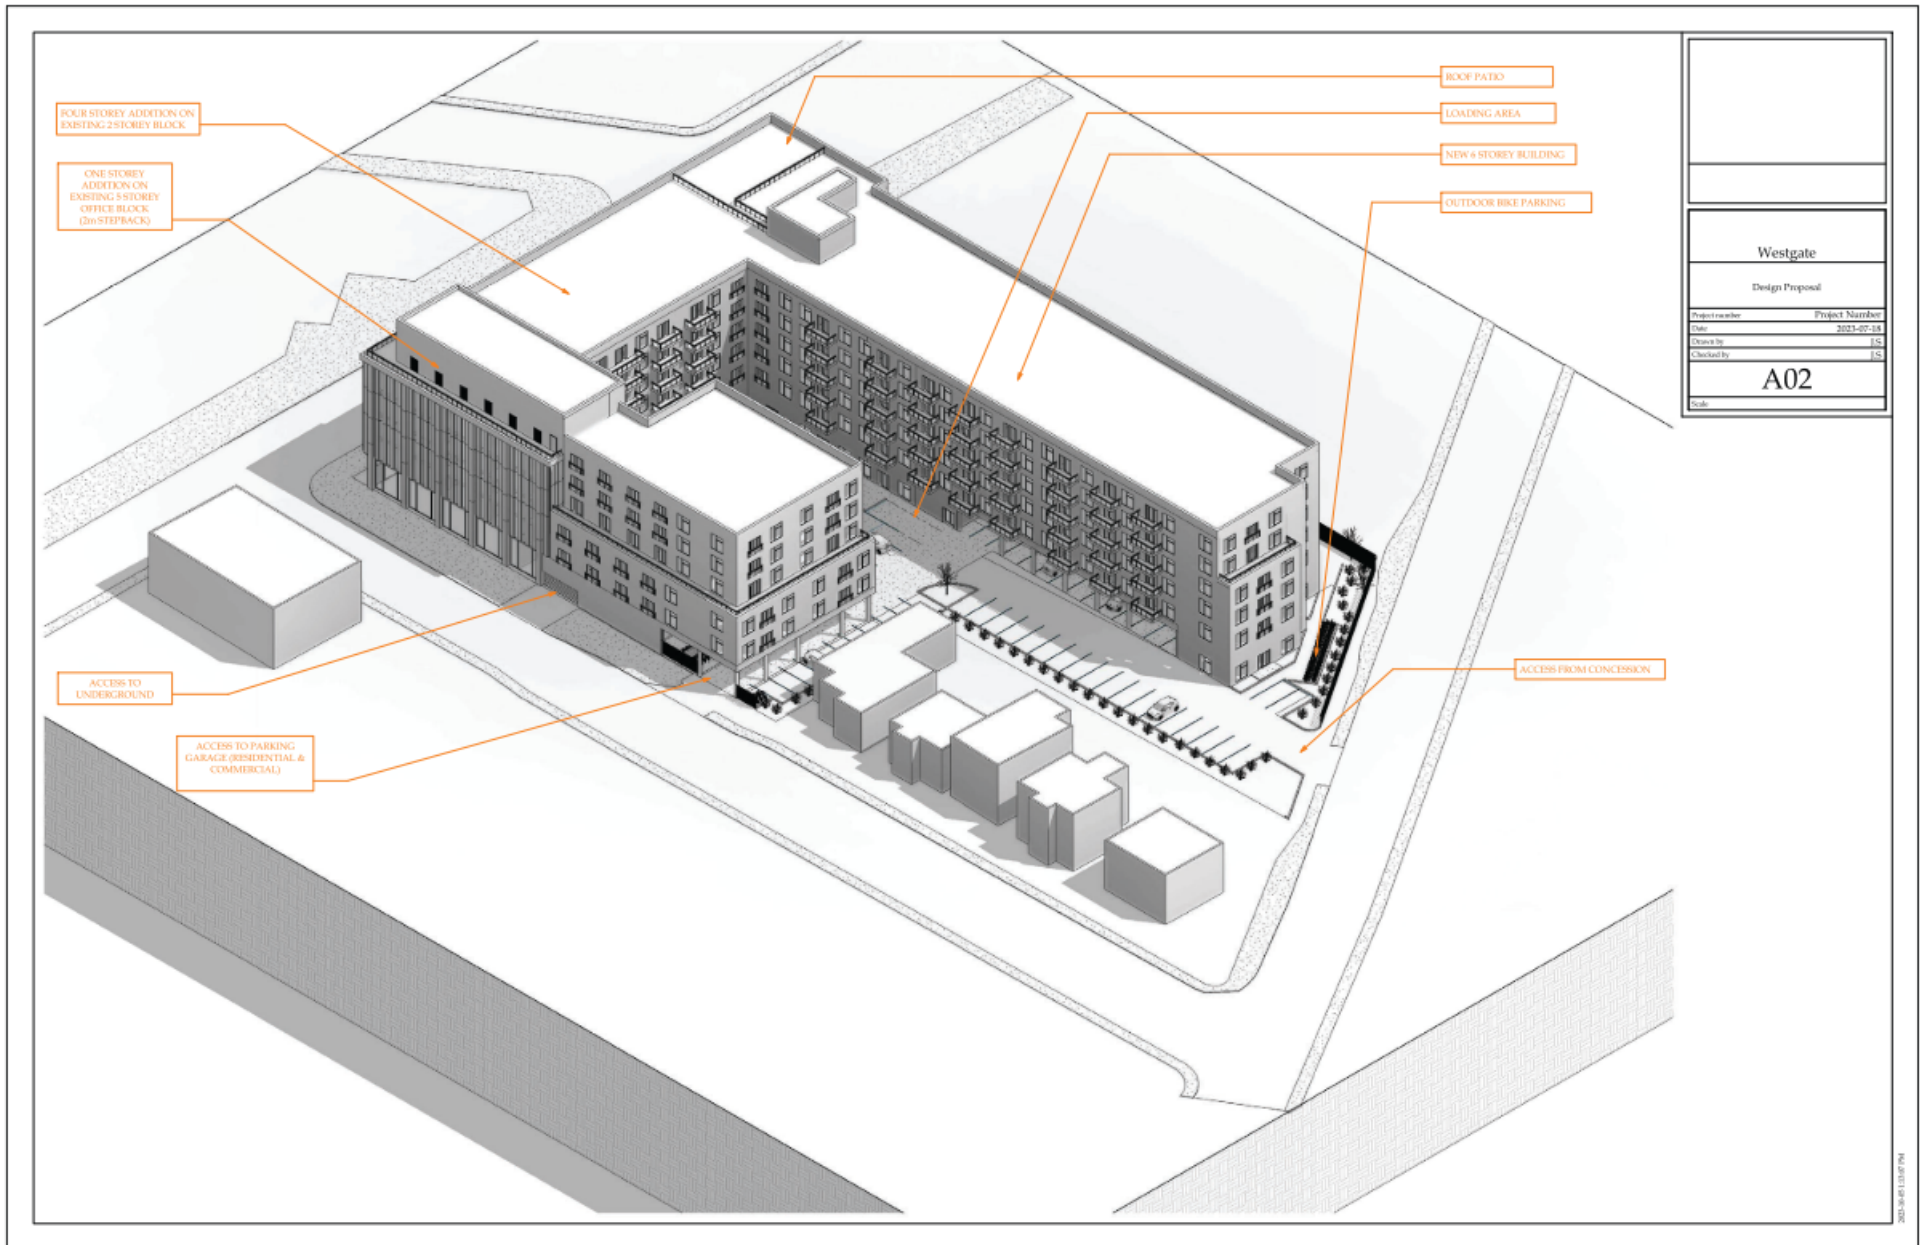 FOUR STOREY ADDITION ON
EXISTING 2 STOREY BLOCK
ONE STOREY
ADDITION ON
EXISTING 5 STOREY
OFFICE BLOCK
(2m STEPBACK)
ACCESS TO
UNDERGROUND
ACCESS TO PARKING
GARAGE (RESIDENTIAL &
COMMERCIAL)
ROOF PATIO
LOADING AREA
NEW 6 STOREY BUILDING
OUTDOOR BIKE PARKING
ACCESS FROM CONCESSION
Westgate
Design Proposal
Project number Project Number
Date 2023-07-18
Drawn by J.S.
Checked by J.S.
A02
Scale